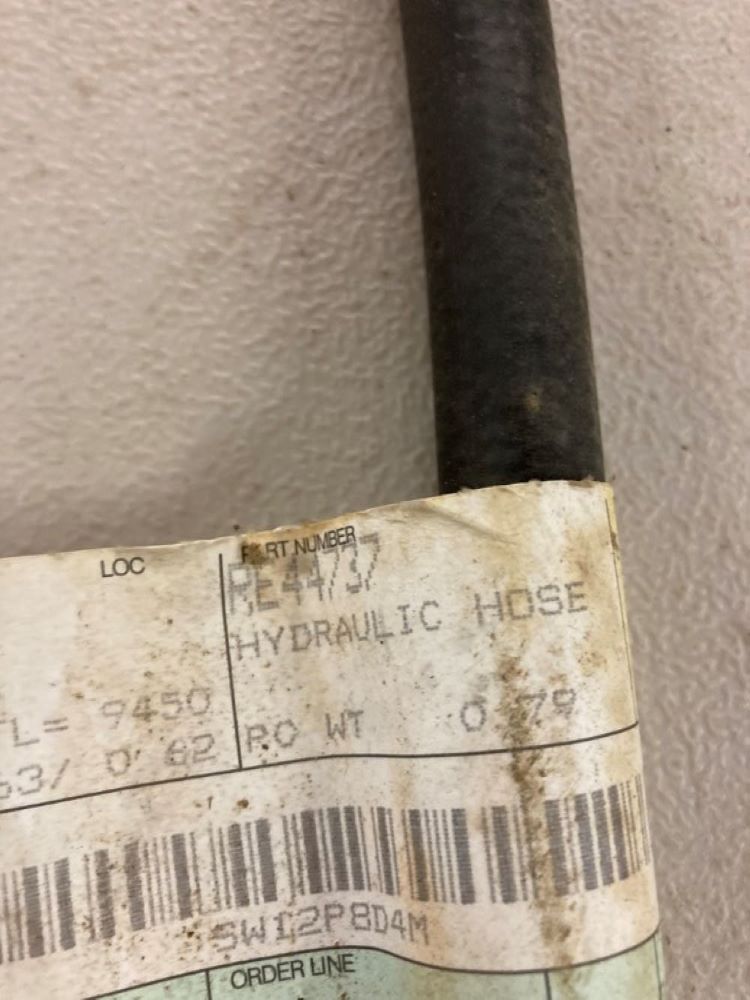 LOC
PART NUMBER
RE44737
HYDRAULIC HOSE
L= 9450
63/ 0 62
PO WT 0 79
SW12P8D4M
ORDER LINE